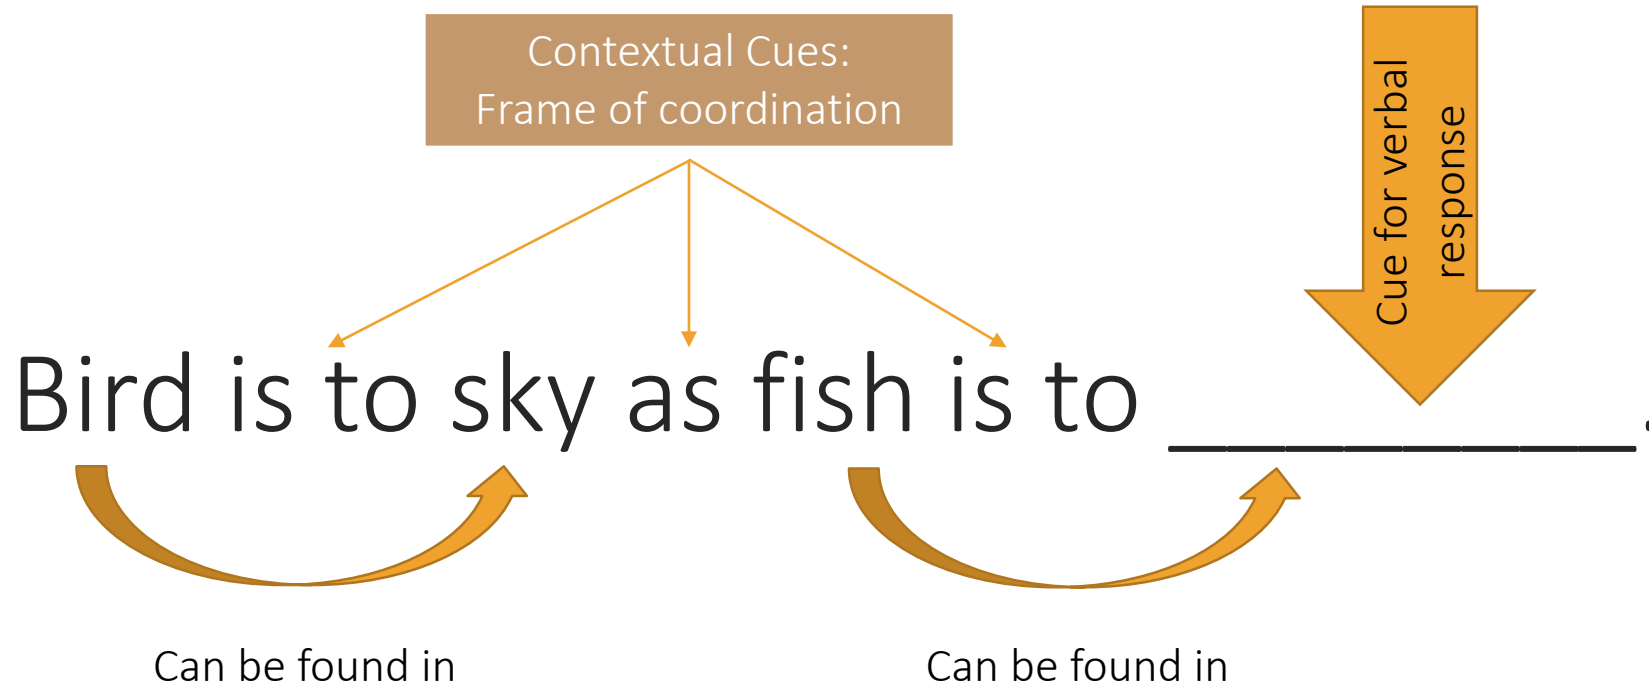 Contextual Cues:
Frame of coordination
Cue for verbal
response
Bird is to sky as fish is to ________.
Can be found in
Can be found in